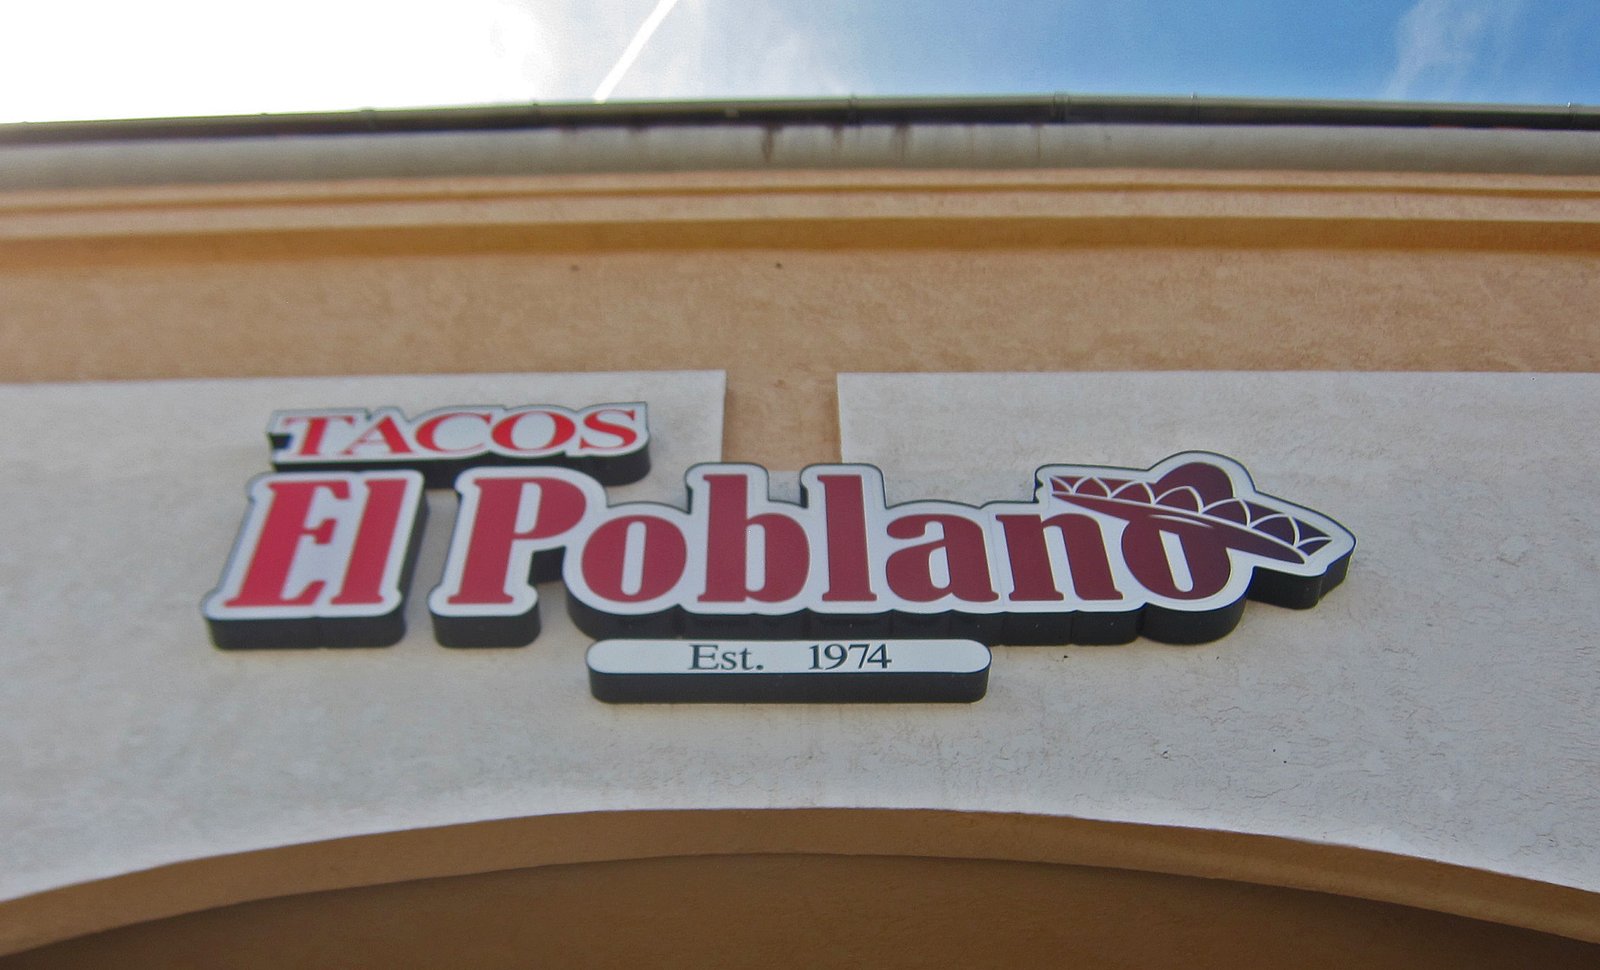 TACOS
El Poblano
Est. 1974